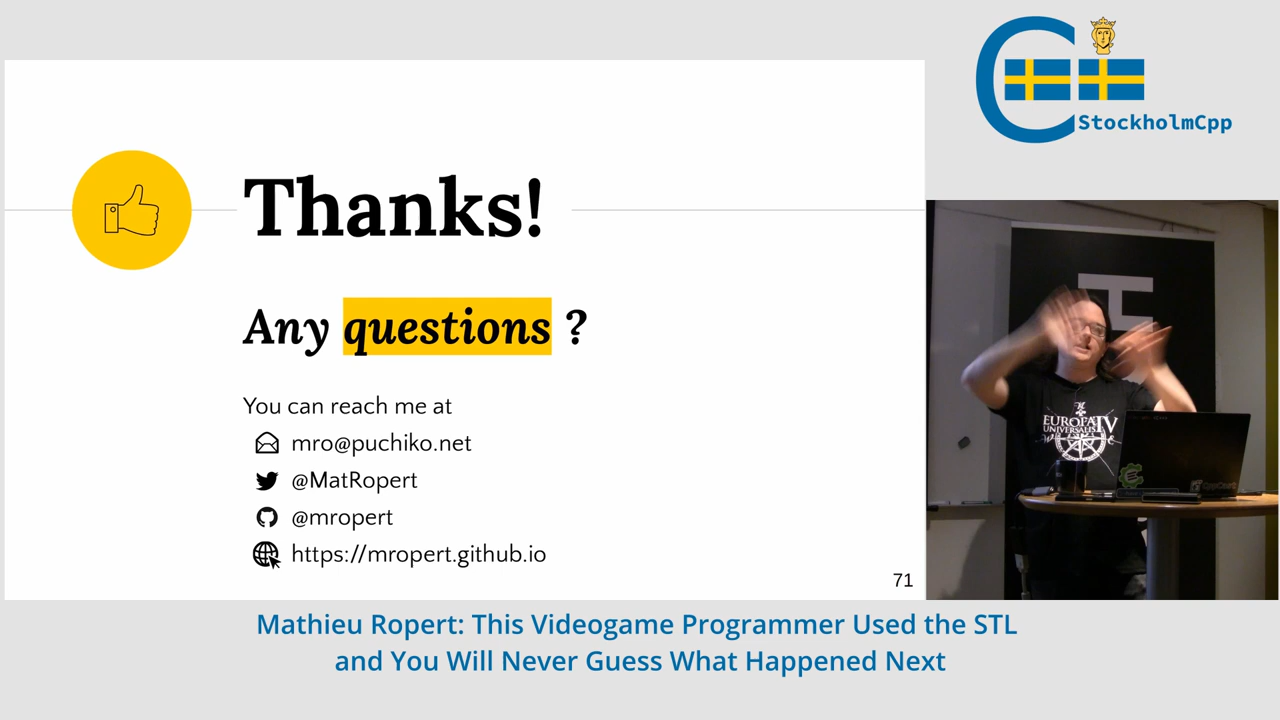 StockholmCpp
Thanks!
Any questions ?
You can reach me at
mro@puchiko.net
@MatRopert
@mropert
https://mropert.github.io
71
EUROPA
UNIVERSALIS IV
Mathieu Ropert: This Videogame Programmer Used the STL
and You Will Never Guess What Happened Next